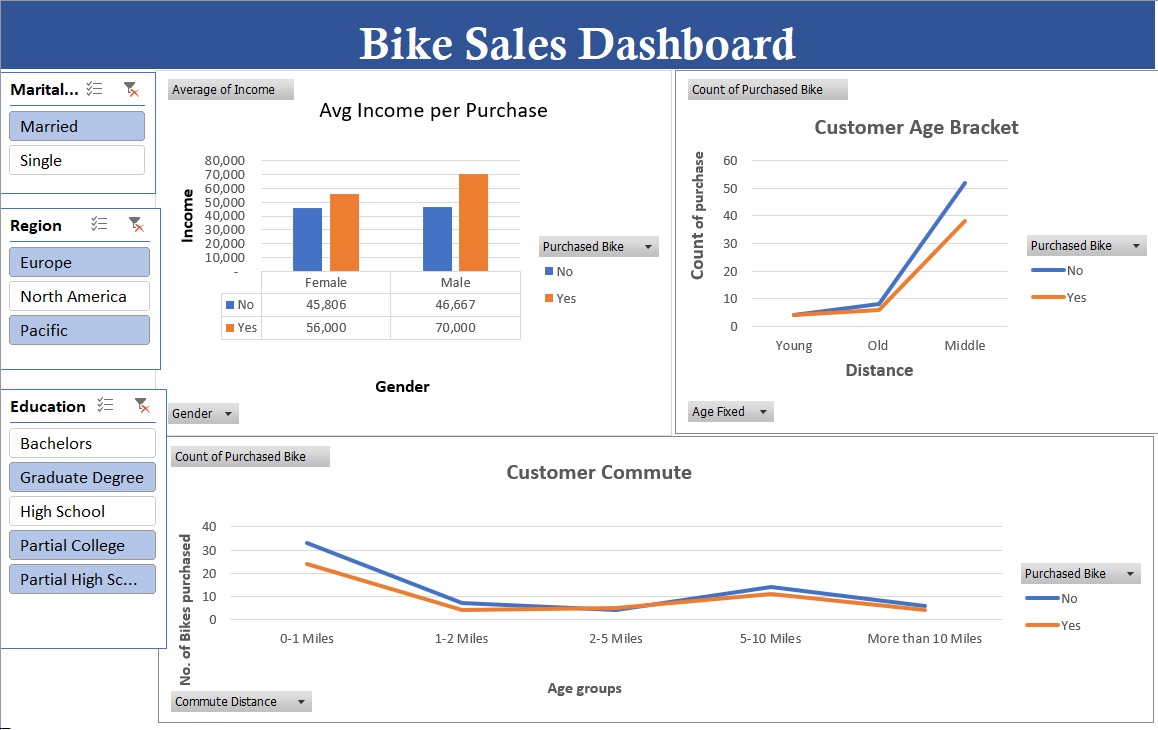 Bike Sales Dashboard
Marital...
Married
Single
Region
Europe
North America
Pacific
Education
Bachelors
Graduate Degree
High School
Partial College
Partial High Sc...
Average of Income
Avg Income per Purchase
Income
80,000
70,000
60,000
50,000
40,000
30,000
20,000
10,000
-
Female Male
No 45,806 46,667
Yes 56,000 70,000
Purchased Bike
No
Yes
Gender
Gender
Count of Purchased Bike
Customer Age Bracket
Count of purchase
60
50
40
30
20
10
0
Young Old Middle
Distance
Purchased Bike
No
Yes
Age Fixed
Count of Purchased Bike
Customer Commute
No. of Bikes purchased
40
30
20
10
0
0-1 Miles 1-2 Miles 2-5 Miles 5-10 Miles More than 10 Miles
Age groups
Purchased Bike
No
Yes
Commute Distance